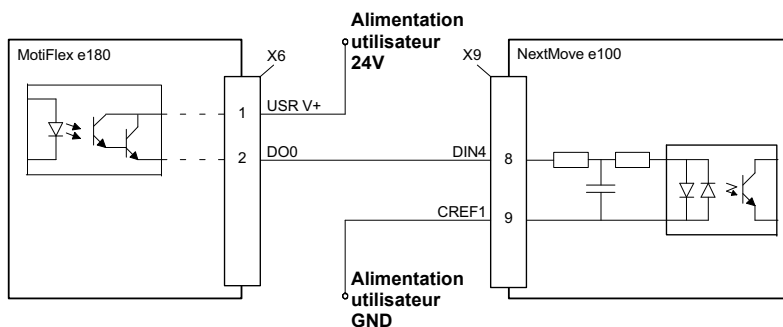 Alimentation
utilisateur
24V
MotiFlex e180
X6
X9
NextMove e100
1
USR V+
2
DO0
DIN4
8
CREF1
9
Alimentation
utilisateur
GND